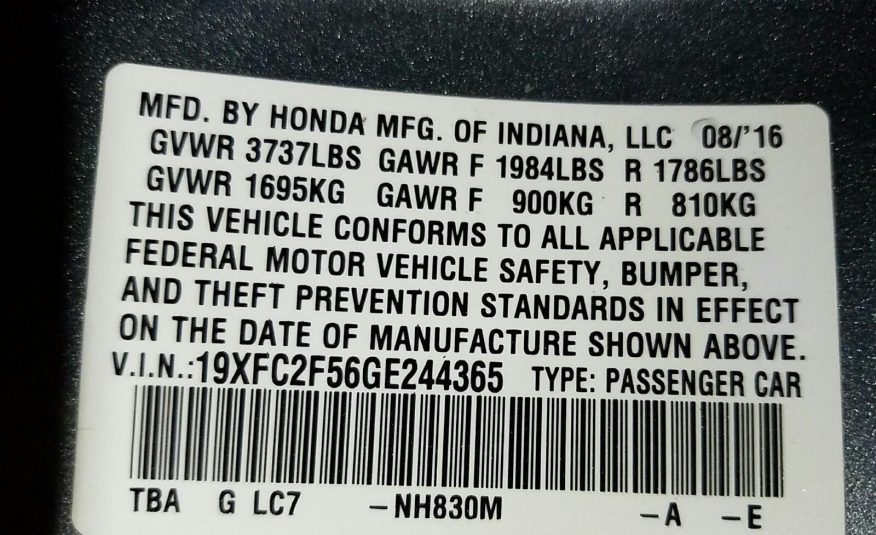 MFD. BY HONDA MFG. OF INDIANA, LLC 08/'16
GVWR 3737LBS GAWR F 1984LBS R 1786LBS
GVWR 1695KG GAWR F 900KG R 810KG
THIS VEHICLE CONFORMS TO ALL APPLICABLE
FEDERAL MOTOR VEHICLE SAFETY, BUMPER,
AND THEFT PREVENTION STANDARDS IN EFFECT
ON THE DATE OF MANUFACTURE SHOWN ABOVE.
V.I.N.:19XFC2F56GE244365 TYPE: PASSENGER CAR
TBA G LC7 -NH830M -A -E